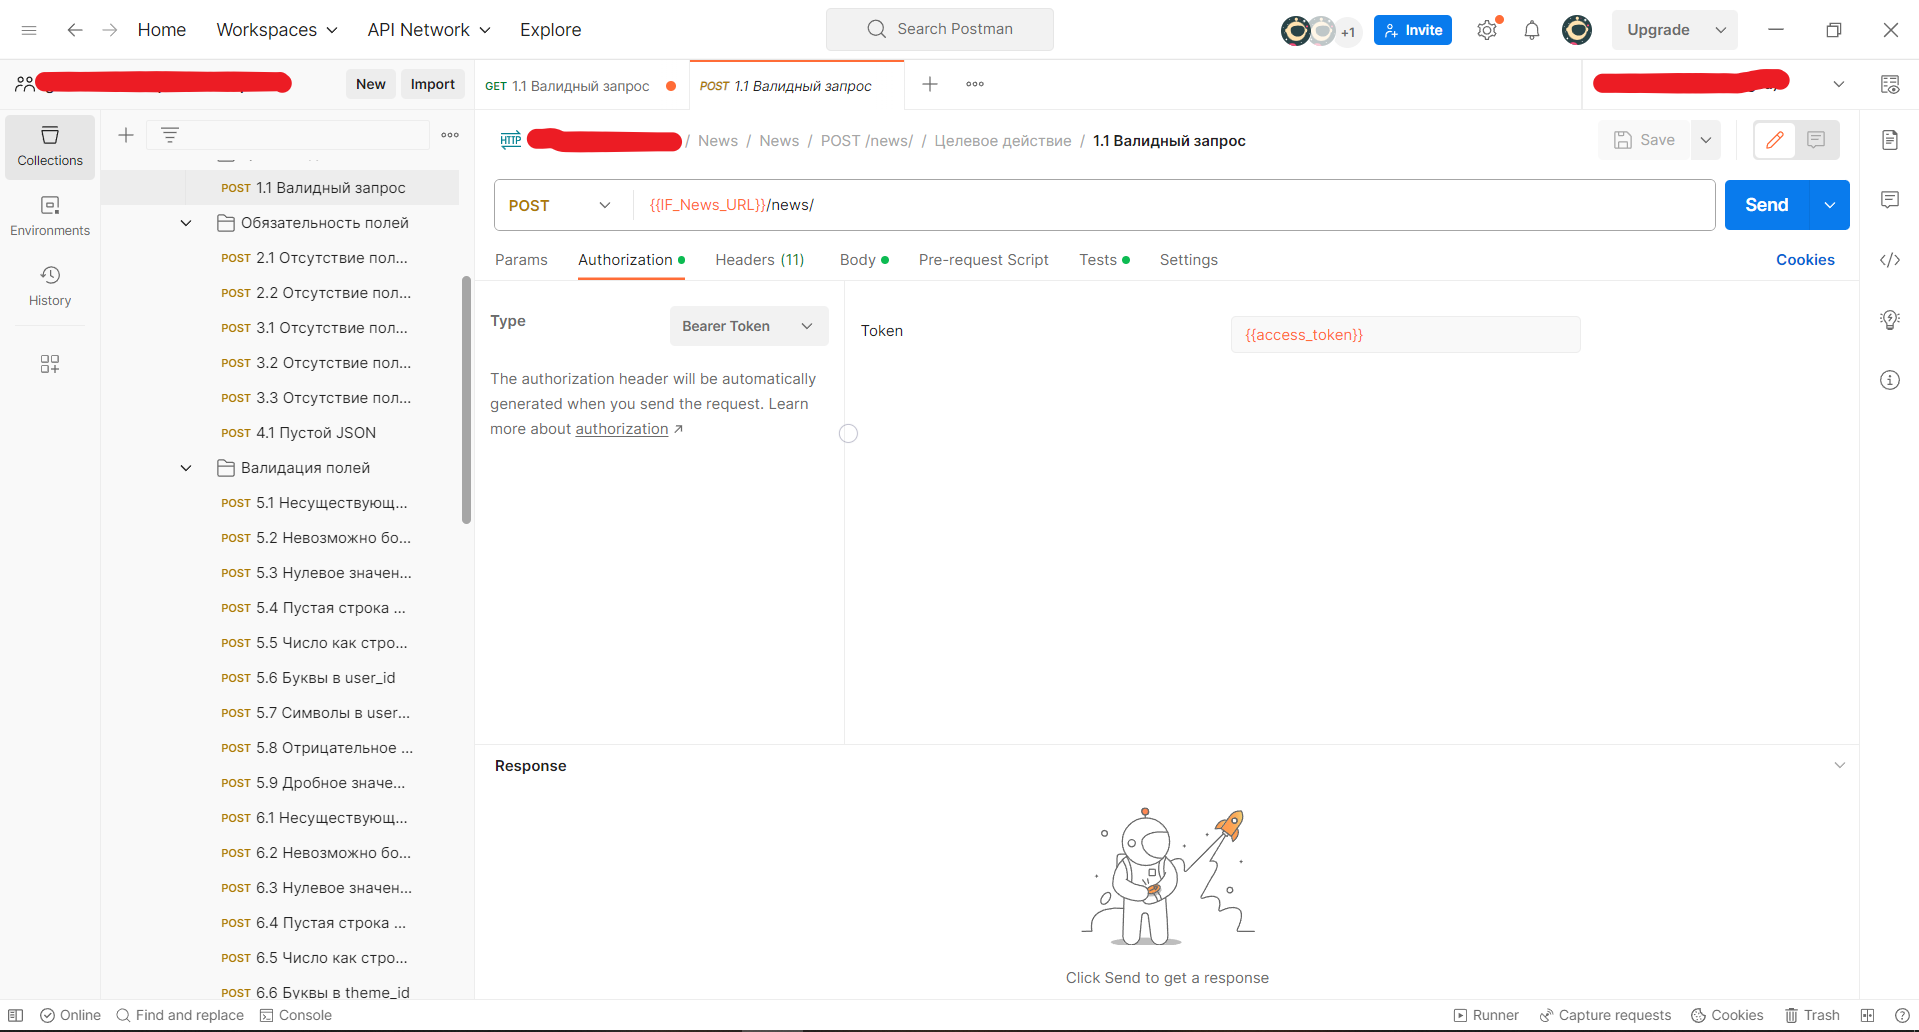 Home Workspaces API Network Explore Search Postman +1 Invite Upgrade
New Import GET 1.1 Валидный запрос POST 1.1 Валидный запрос
HTTP / News / News / POST /news/ / Целевое действие / 1.1 Валидный запрос Save
Collections
Environments
History
POST 1.1 Валидный запрос
Обязательность полей
POST 2.1 Отсутствие пол...
POST 2.2 Отсутствие пол...
POST 3.1 Отсутствие пол...
POST 3.2 Отсутствие пол...
POST 3.3 Отсутствие пол...
POST 4.1 Пустой JSON
Валидация полей
POST 5.1 Несуществующ...
POST 5.2 Невозможно бо...
POST 5.3 Нулевое значен...
POST 5.4 Пустая строка ...
POST 5.5 Число как стро...
POST 5.6 Буквы в user_id
POST 5.7 Символы в user...
POST 5.8 Отрицательное ...
POST 5.9 Дробное значе...
POST 6.1 Несуществующ...
POST 6.2 Невозможно бо...
POST 6.3 Нулевое значен...
POST 6.4 Пустая строка ...
POST 6.5 Число как стро...
POST 6.6 Буквы в theme_id
POST {{IF_News_URL}}/news/ Send
Params Authorization Headers (11) Body Pre-request Script Tests Settings Cookies
Type Bearer Token
The authorization header will be automatically
generated when you send the request. Learn
more about authorization ↗
Token {{access_token}}
Response
Click Send to get a response
Online Find and replace Console Runner Capture requests Cookies Trash